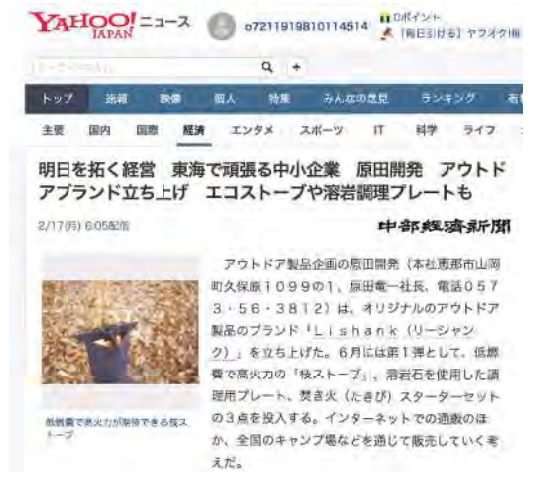 YAHOO! ニュース
JAPAN
o7211919810114514
0ポイント
トップ 速報 映像 個人 特集 みんなの意見 ランキング
主要 国内 国際 経済 エンタメ スポーツ IT 科学 ライフ
明日を拓く経営 東海で頑張る中小企業 原田開発 アウトド
アブランド立ち上げ エコストーブや溶岩調理プレートも
2/17(月) 6:05配信
中部経済新聞
アウトドア製品企画の原田開発(本社恵那市山岡
町久保原1099の1、原田竜一社長、電話057
3・56・3812)は、オリジナルのアウトドア
製品のブランド「Lishank(リーシャン
ク)」を立ち上げた。6月には第1弾として、低燃
費で高火力の「枝ストーブ」、溶岩石を使用した調
理用プレート、焚き火(たきび)スターターセット
の3点を投入する。インターネットでの通販のほ
か、全国のキャンプ場などを通じて販売していく考
えだ。
低燃費で高火力が期待できる枝ス
トーブ